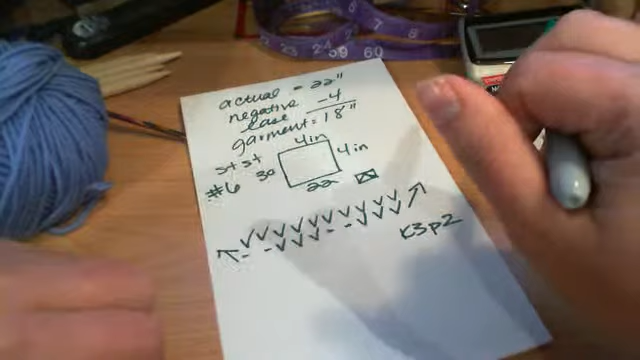 actual = 22"
negative ease -4
garment = 18"
4in
st st
4in
#6
30
22
K3p2